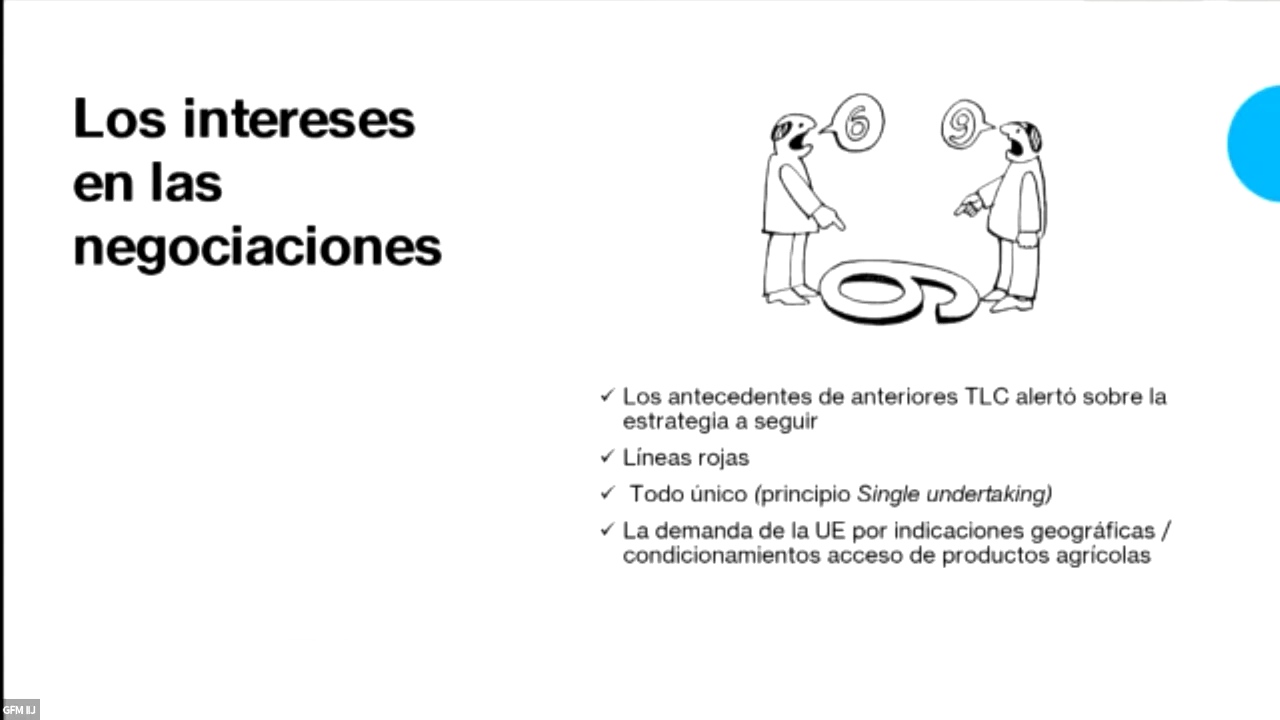 Los intereses
en las
negociaciones
6
9
✓ Los antecedentes de anteriores TLC alertó sobre la
estrategia a seguir
✓ Líneas rojas
✓ Todo único (principio Single undertaking)
✓ La demanda de la UE por indicaciones geográficas /
condicionamientos acceso de productos agrícolas
GFM IIJ